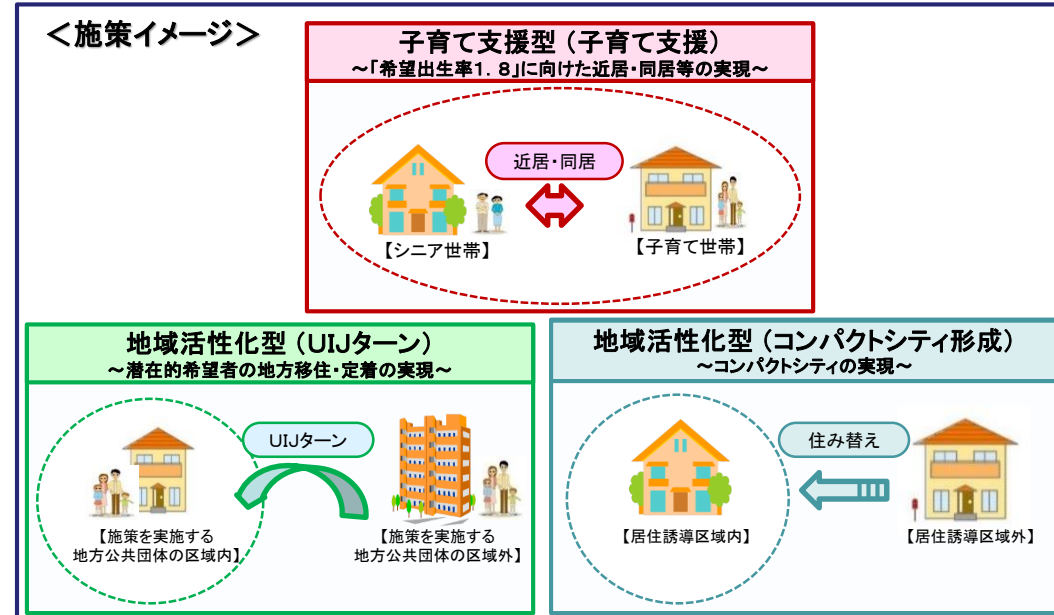 ＜施策イメージ＞
子育て支援型（子育て支援）
～「希望出生率１．８」に向けた近居・同居等の実現～
近居・同居
【シニア世帯】
【子育て世帯】
地域活性化型（UIJターン）
～潜在的希望者の地方移住・定着の実現～
UIJターン
【施策を実施する
地方公共団体の区域内】
【施策を実施する
地方公共団体の区域外】
地域活性化型（コンパクトシティ形成）
～コンパクトシティの実現～
住み替え
【居住誘導区域内】
【居住誘導区域外】